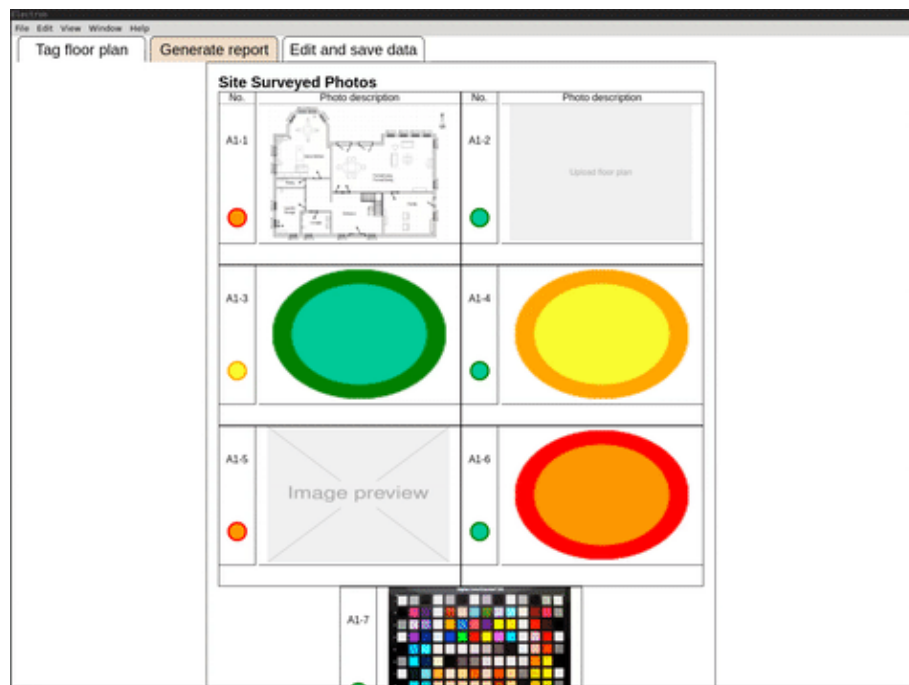 Electron
File Edit View Window Help
Tag floor plan Generate report Edit and save data
Site Surveyed Photos
No. Photo description No. Photo description
A1-1 A1-2
Upload floor plan
A1-3 A1-4
A1-5 A1-6
Image preview
A1-7